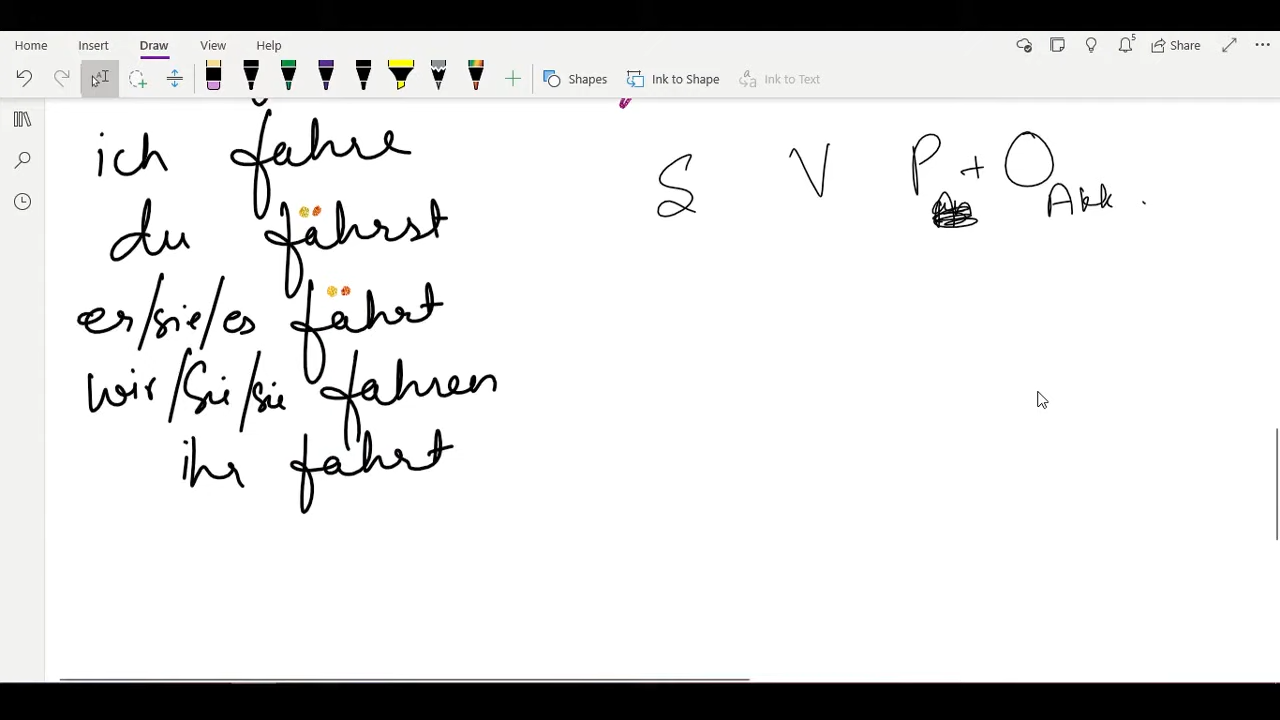 Home Insert Draw View Help
5 Share
Shapes Ink to Shape Ink to Text
ich fahre
du fährst
er/sie/es fährt
wir/Sie/sie fahren
ihr fahrt
S V P + O Akk.